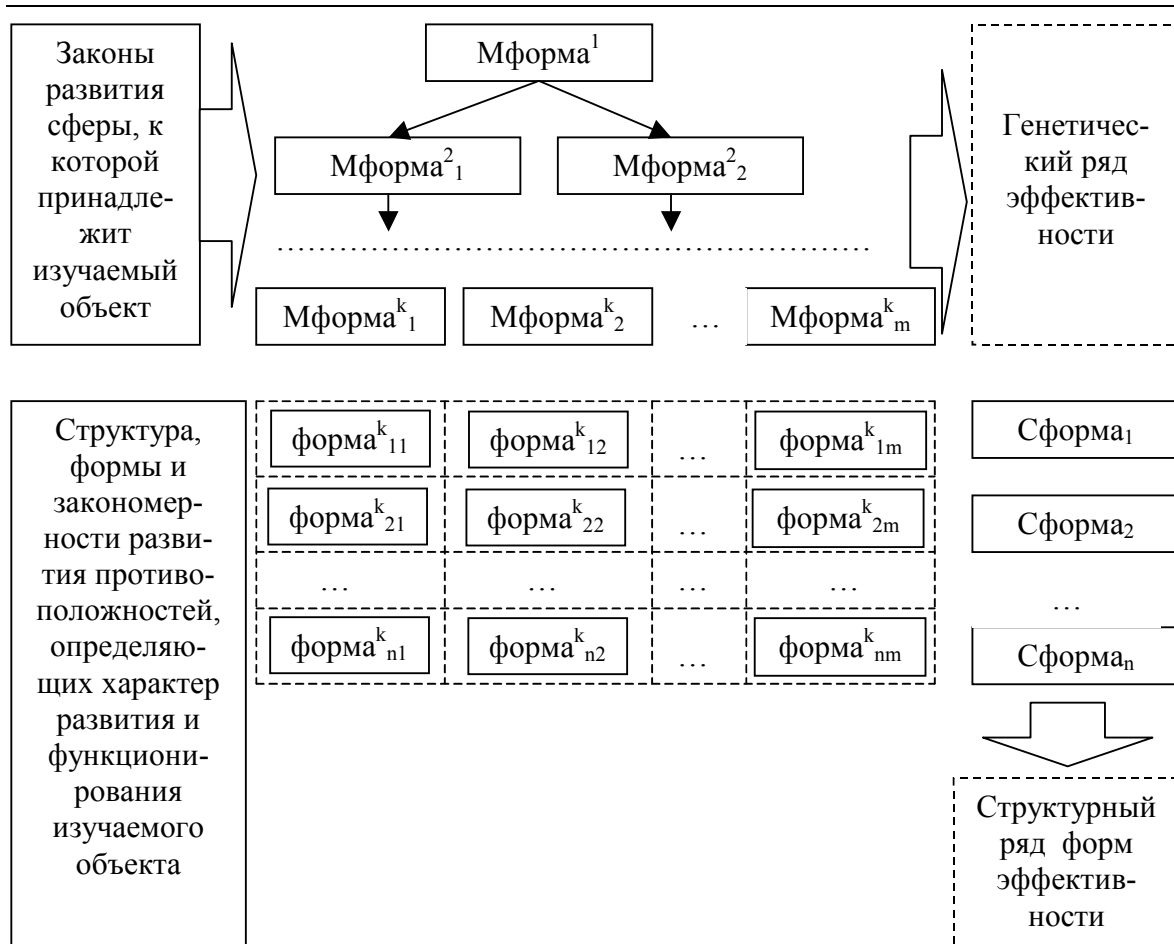 Законы
развития
сферы, к
которой
принадле-
жит
изучаемый
объект
Мформа¹
Мформа²₁ Мформа²₂
……………………………………………
Мформаᵏ₁ Мформаᵏ₂ … Мформаᵏₘ
Генетичес-
кий ряд
эффектив-
ности
Структура,
формы и
закономер-
ности разви-
тия противо-
положностей,
определяю-
щих характер
развития и
функциони-
рования
изучаемого
объекта
формаᵏ₁₁ формаᵏ₁₂ … формаᵏ₁ₘ
формаᵏ₂₁ формаᵏ₂₂ … формаᵏ₂ₘ
… … … …
формаᵏₙ₁ формаᵏₙ₂ … формаᵏₙₘ
Сформа₁
Сформа₂
…
Сформаₙ
Структурный
ряд форм
эффектив-
ности